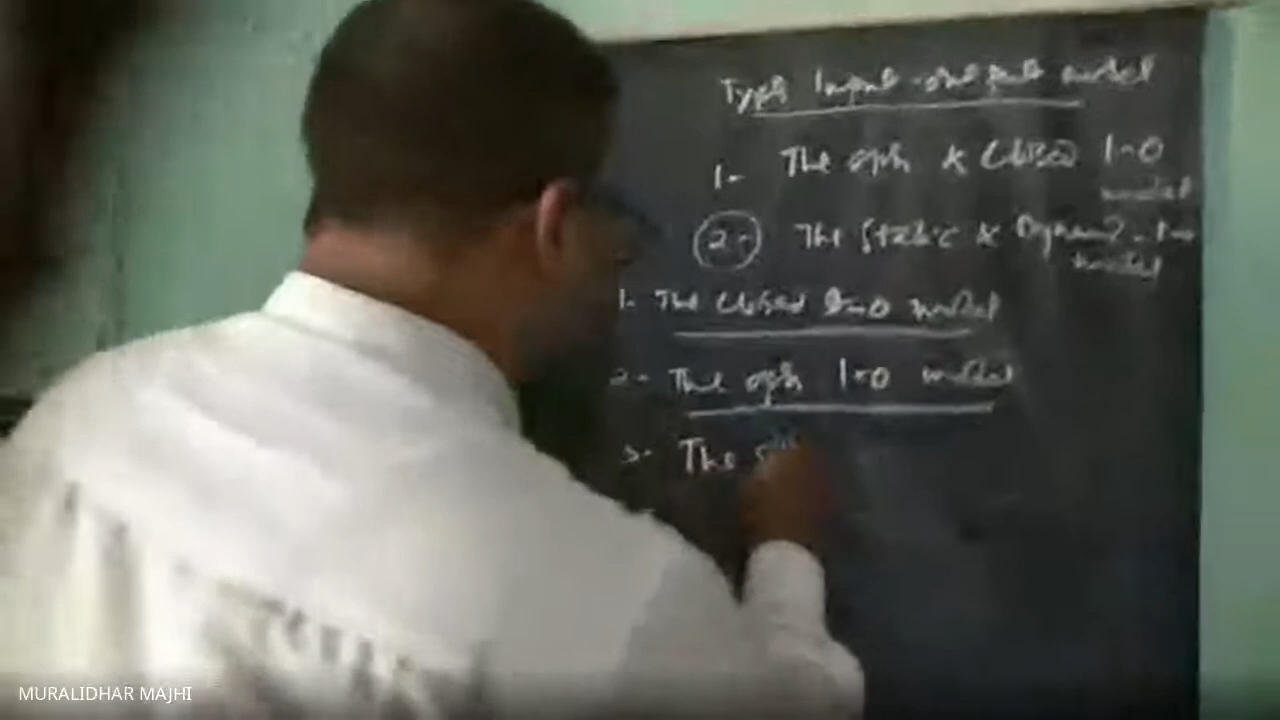 Types Input-output model
1- The open & Closed I-O
model
2- The Static & Dynamic - I-O
model
1. The Closed I-O model
2- The open I-O model
3- The
MURALIDHAR MAJHI